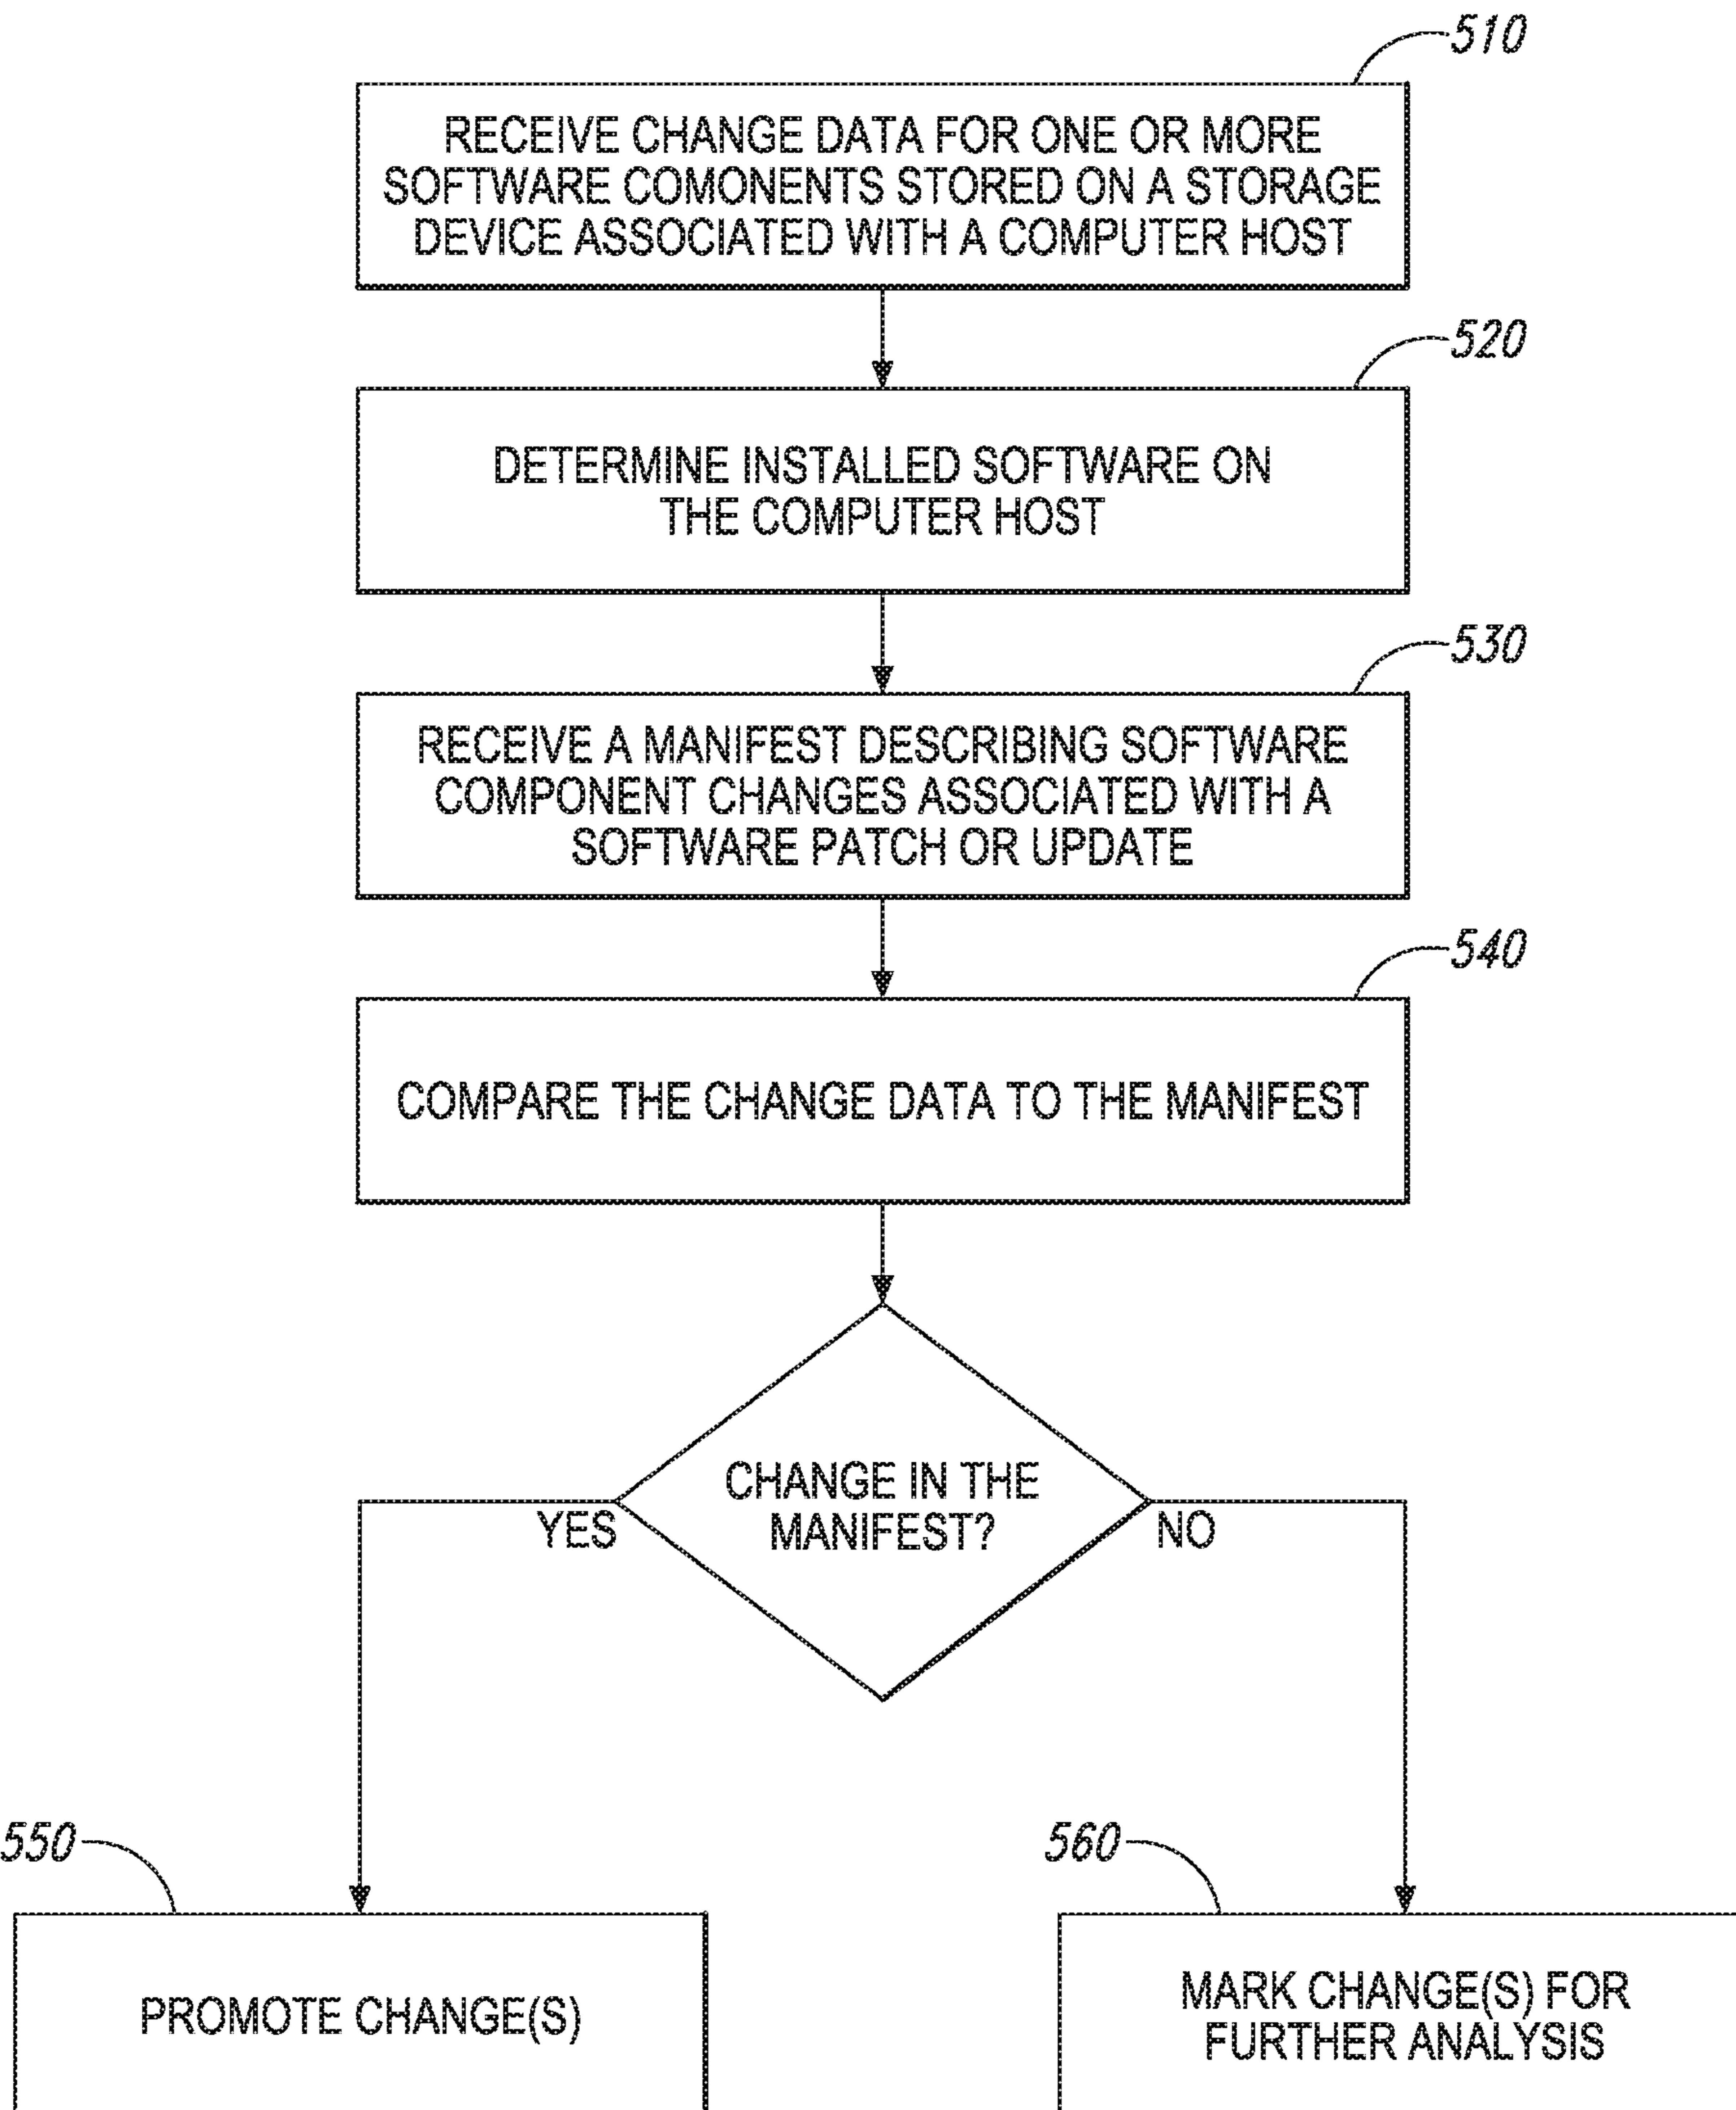 510
RECEIVE CHANGE DATA FOR ONE OR MORE
SOFTWARE COMONENTS STORED ON A STORAGE
DEVICE ASSOCIATED WITH A COMPUTER HOST
520
DETERMINE INSTALLED SOFTWARE ON
THE COMPUTER HOST
530
RECEIVE A MANIFEST DESCRIBING SOFTWARE
COMPONENT CHANGES ASSOCIATED WITH A
SOFTWARE PATCH OR UPDATE
540
COMPARE THE CHANGE DATA TO THE MANIFEST
CHANGE IN THE
MANIFEST?
YES
NO
550
PROMOTE CHANGE(S)
560
MARK CHANGE(S) FOR
FURTHER ANALYSIS